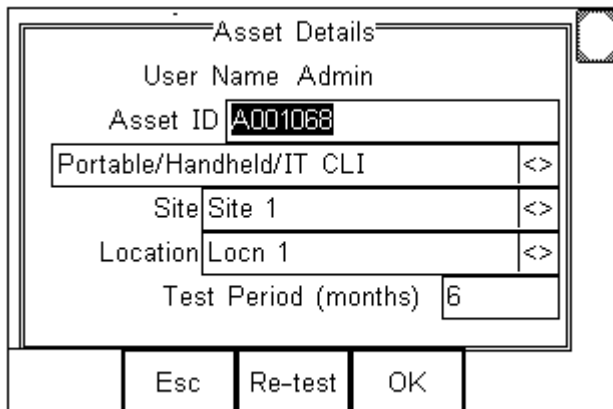 Asset Details
User Name Admin
Asset ID A001068
Portable/Handheld/IT CLI <>
Site Site 1 <>
Location Locn 1 <>
Test Period (months) 6
Esc Re-test OK